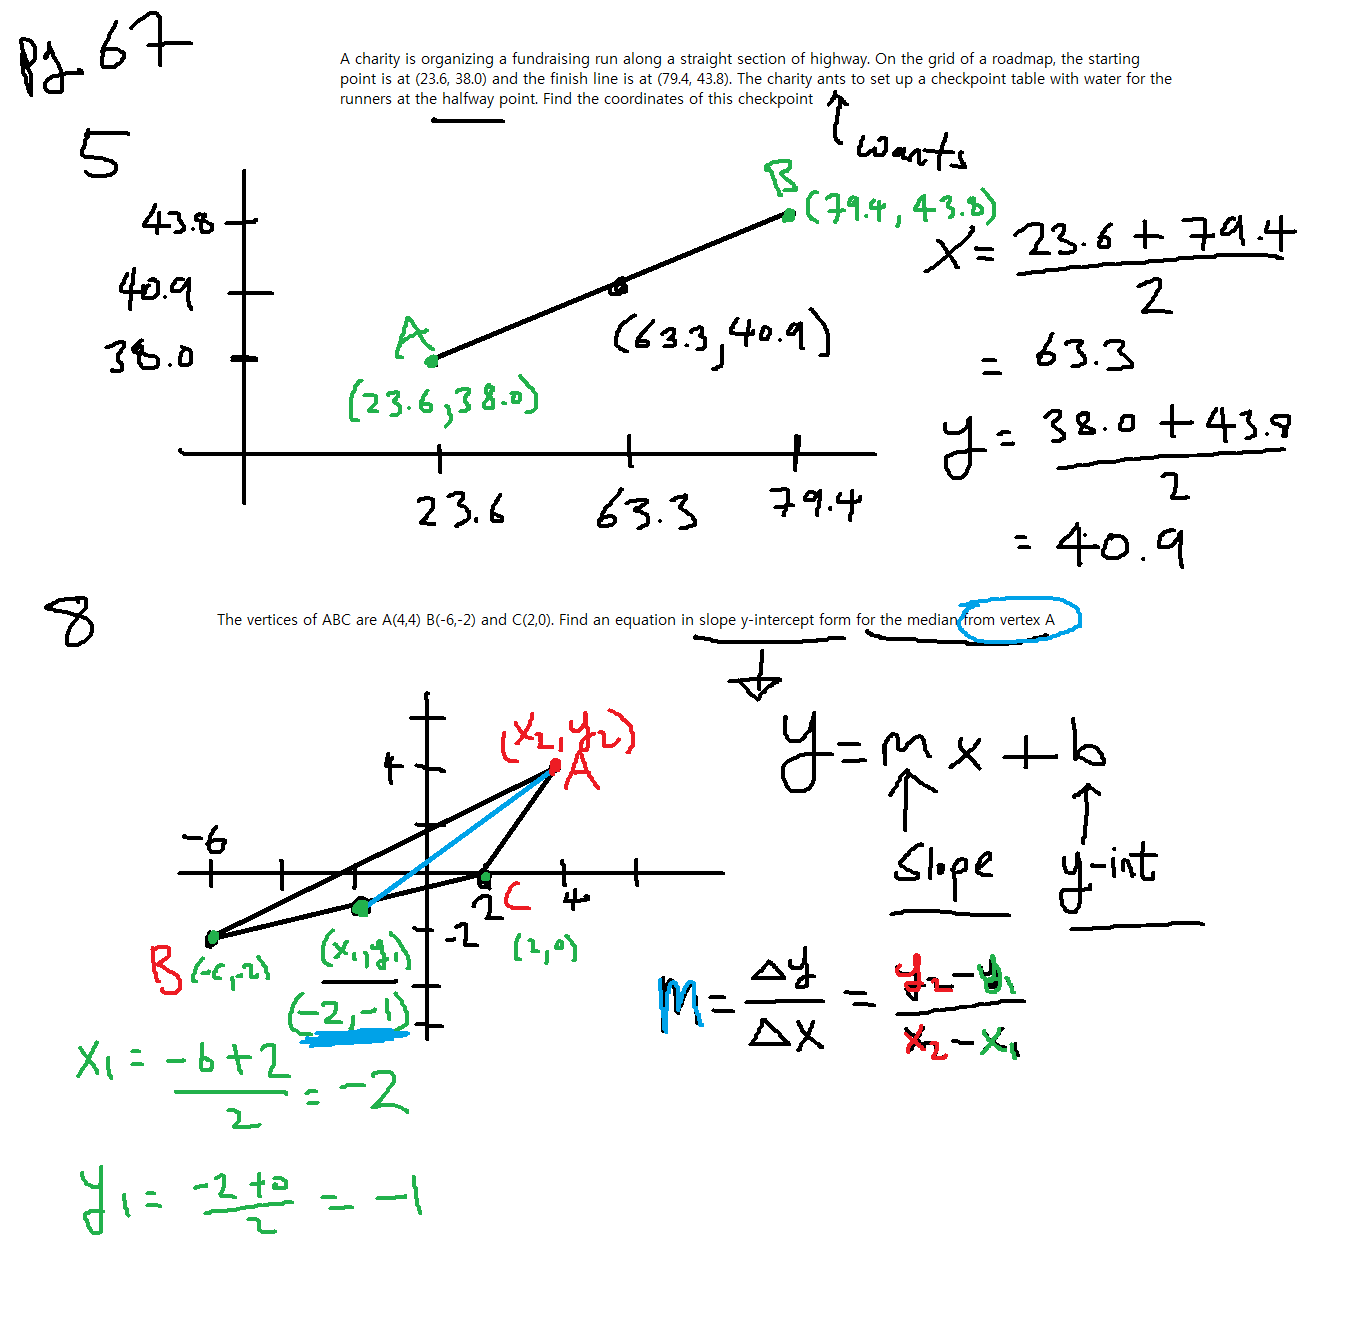 pg 67
A charity is organizing a fundraising run along a straight section of highway. On the grid of a roadmap, the starting
point is at (23.6, 38.0) and the finish line is at (79.4, 43.8). The charity ants to set up a checkpoint table with water for the
runners at the halfway point. Find the coordinates of this checkpoint
wants
5
B
(79.4, 43.8)
43.8
40.9
38.0
A
(23.6, 38.0)
(63.3, 40.9)
23.6
63.3
79.4
x = 23.6 + 79.4
2
= 63.3
y = 38.0 + 43.8
2
= 40.9
8
The vertices of ABC are A(4,4) B(-6,-2) and C(2,0). Find an equation in slope y-intercept form for the median from vertex A
y = mx + b
slope
y-int
(x2, y2)
A
4
-6
2
C
4
-2
(2,0)
B
(-6,-2)
(x1, y1)
(-2, -1)
m = Δy/Δx = y2 - y1/x2 - x1
x1 = -6+2
2
= -2
y1 = -2+0
2
= -1